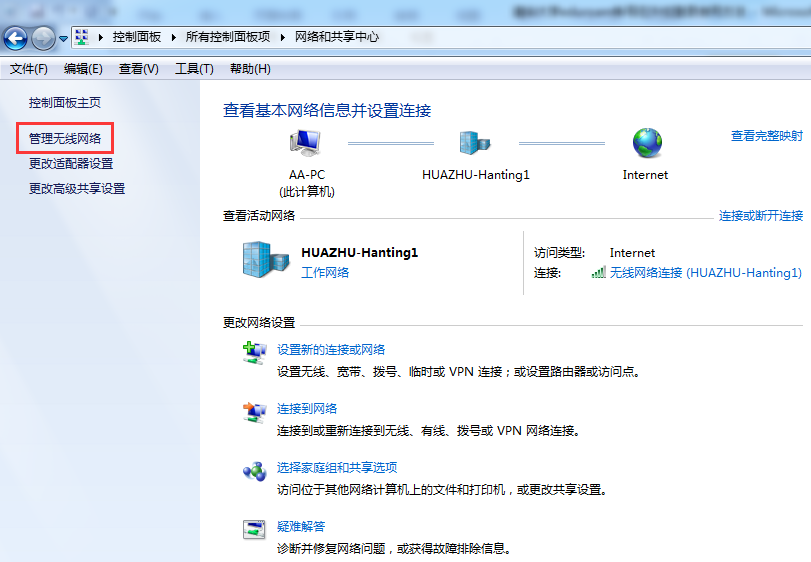 控制面板 所有控制面板项 网络和共享中心
文件(F) 编辑(E) 查看(V) 工具(T) 帮助(H)
控制面板主页
管理无线网络
更改适配器设置
更改高级共享设置
查看基本网络信息并设置连接
查看完整映射
AA-PC
(此计算机)
HUAZHU-Hanting1
Internet
查看活动网络
连接或断开连接
HUAZHU-Hanting1
工作网络
访问类型: Internet
连接: 无线网络连接 (HUAZHU-Hanting1)
更改网络设置
设置新的连接或网络
设置无线、宽带、拨号、临时或 VPN 连接；或设置路由器或访问点。
连接到网络
连接到或重新连接到无线、有线、拨号或 VPN 网络连接。
选择家庭组和共享选项
访问位于其他网络计算机上的文件和打印机，或更改共享设置。
疑难解答
诊断并修复网络问题，或获得故障排除信息。